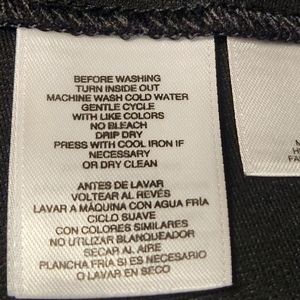 BEFORE WASHING
TURN INSIDE OUT
MACHINE WASH COLD WATER
GENTLE CYCLE
WITH LIKE COLORS
NO BLEACH
DRIP DRY
PRESS WITH COOL IRON IF
NECESSARY
OR DRY CLEAN
ANTES DE LAVAR
VOLTEAR AL REVÉS
LAVAR A MÁQUINA CON AGUA FRÍA
CICLO SUAVE
CON COLORES SIMILARES
NO UTILIZAR BLANQUEADOR
SECAR AL AIRE
PLANCHA FRÍA SI ES NECESARIO
O LAVAR EN SECO